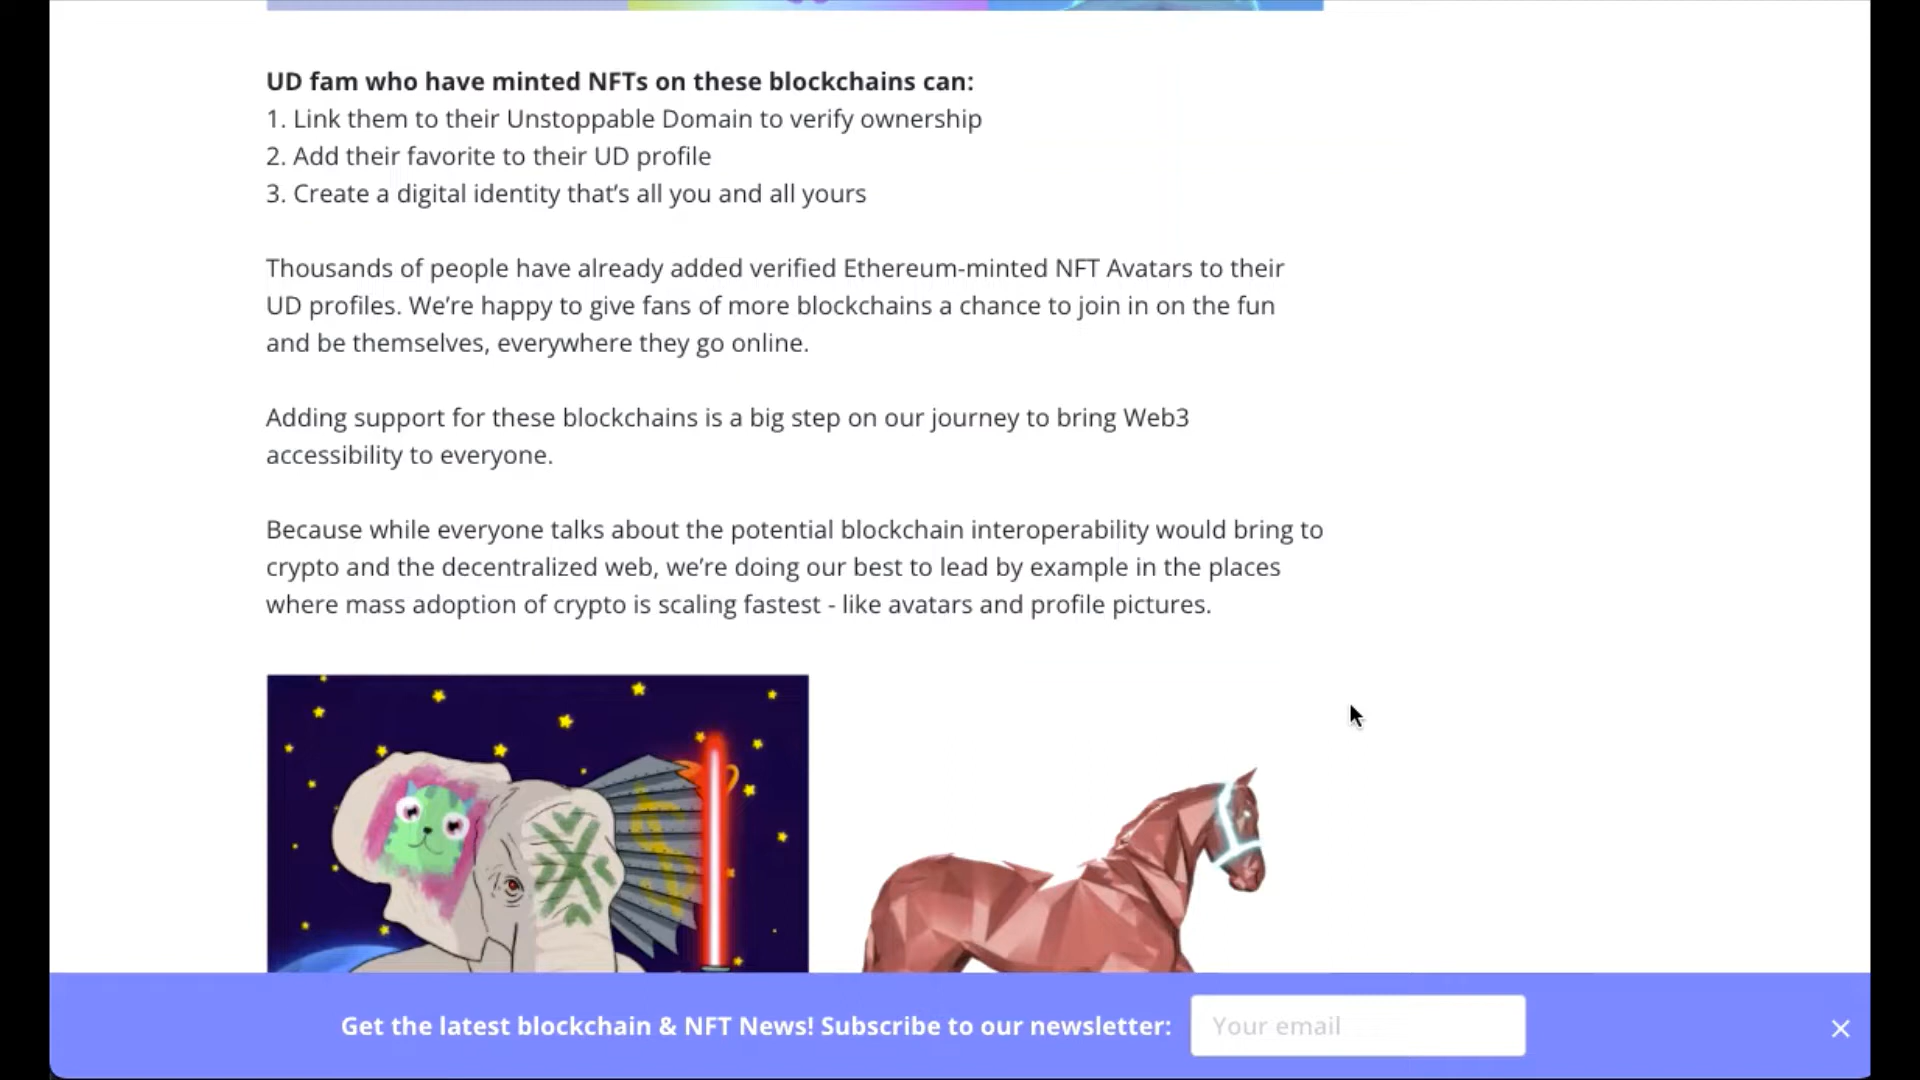 UD fam who have minted NFTs on these blockchains can:
1. Link them to their Unstoppable Domain to verify ownership
2. Add their favorite to their UD profile
3. Create a digital identity that’s all you and all yours
Thousands of people have already added verified Ethereum-minted NFT Avatars to their
UD profiles. We’re happy to give fans of more blockchains a chance to join in on the fun
and be themselves, everywhere they go online.
Adding support for these blockchains is a big step on our journey to bring Web3
accessibility to everyone.
Because while everyone talks about the potential blockchain interoperability would bring to
crypto and the decentralized web, we’re doing our best to lead by example in the places
where mass adoption of crypto is scaling fastest - like avatars and profile pictures.
Get the latest blockchain & NFT News! Subscribe to our newsletter:
Your email